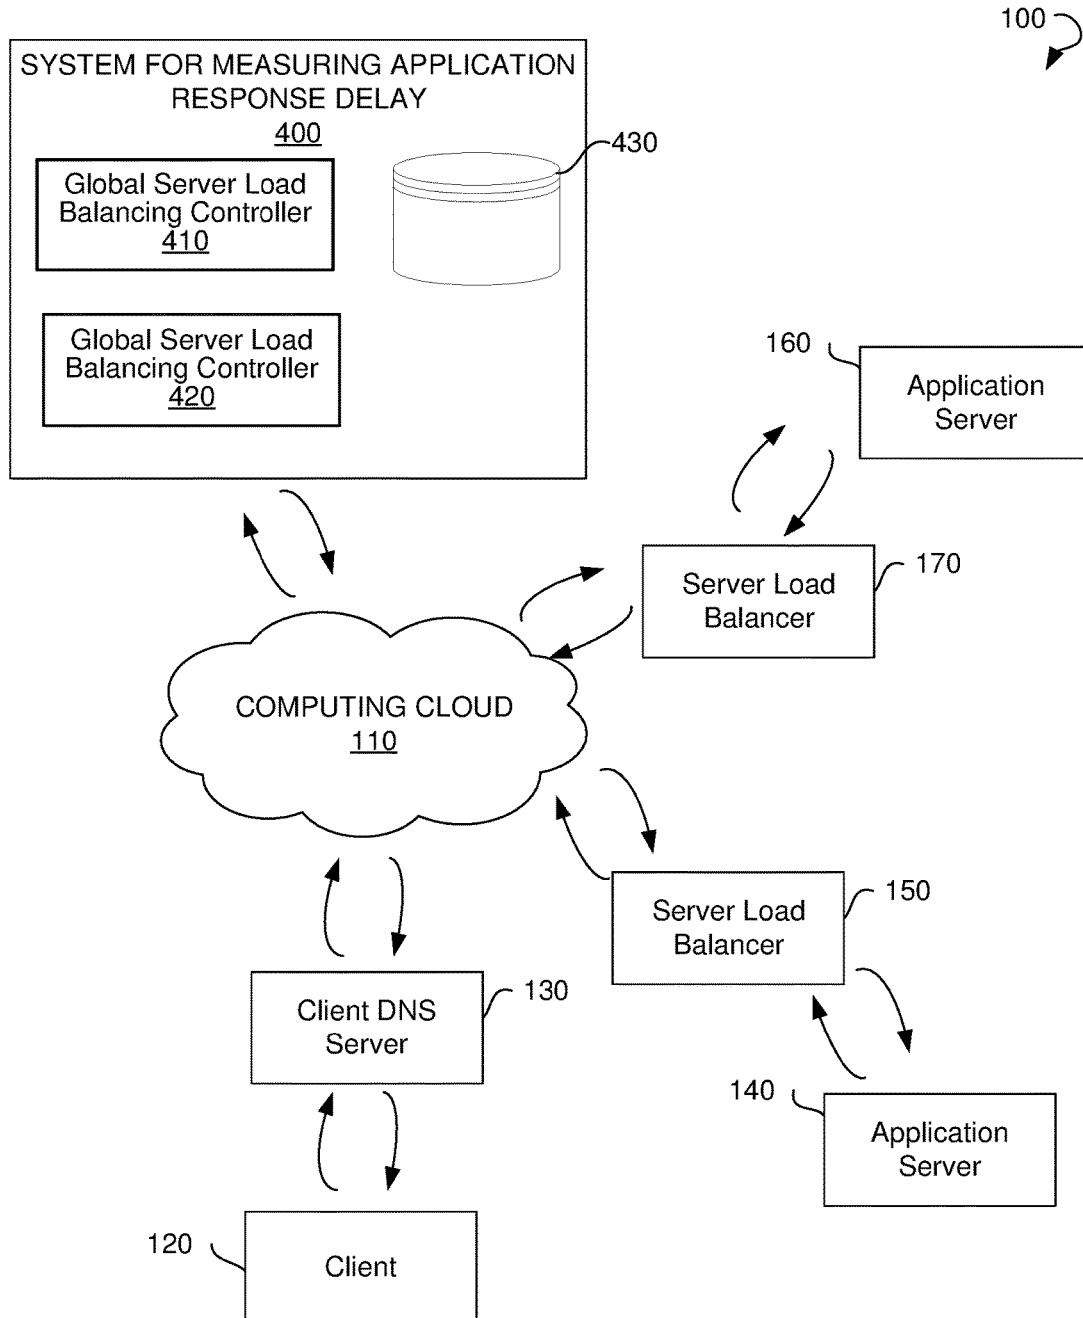 100
SYSTEM FOR MEASURING APPLICATION
RESPONSE DELAY
400
430
Global Server Load
Balancing Controller
410
Global Server Load
Balancing Controller
420
160
Application
Server
170
Server Load
Balancer
COMPUTING CLOUD
110
150
Server Load
Balancer
130
Client DNS
Server
140
Application
Server
120
Client